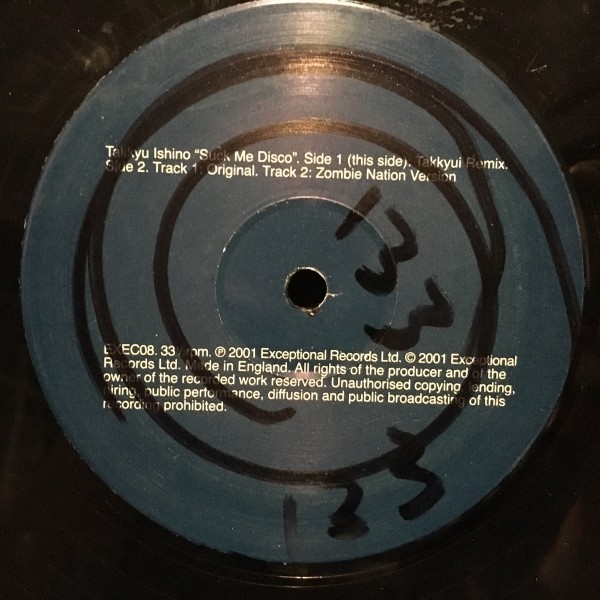 Takkyu Ishino "Suck Me Disco". Side 1 (this side). Takkyui Remix.
Side 2. Track 1: Original. Track 2: Zombie Nation Version
133
EXEC08. 33 rpm. ℗ 2001 Exceptional Records Ltd. © 2001 Exceptional
Records Ltd. Made in England. All rights of the producer and of the
owner of the recorded work reserved. Unauthorised copying, lending,
hiring, public performance, diffusion and public broadcasting of this
recording prohibited.